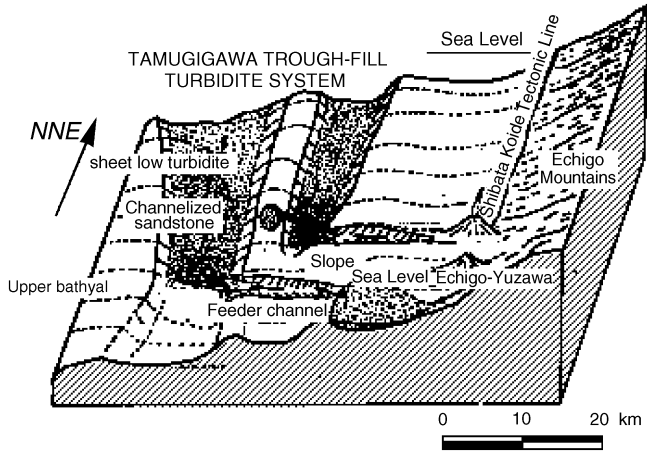 Sea Level
TAMUGIGAWA TROUGH-FILL
TURBIDITE SYSTEM
Shibata Koide Tectonic Line
NNE
sheet low turbidite
Echigo
Mountains
Channelized
sandstone
Slope
Sea Level
Echigo-Yuzawa
Upper bathyal
Feeder channel
0 10 20 km